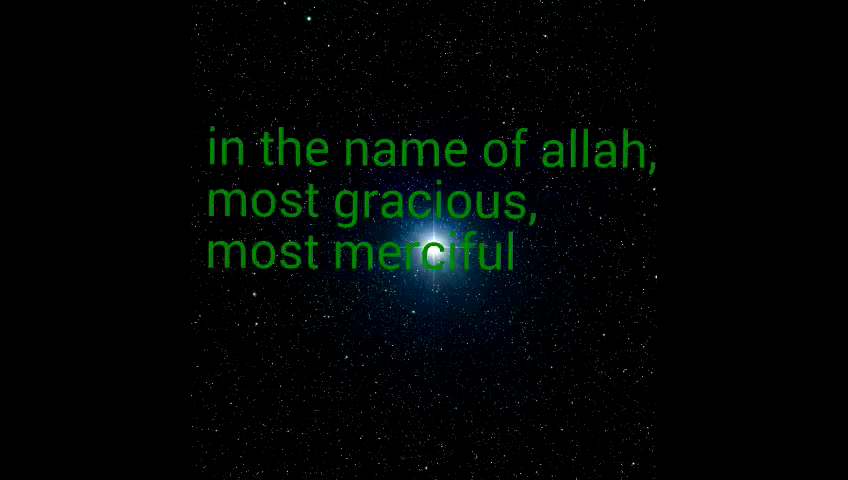 in the name of allah,
most gracious,
most merciful